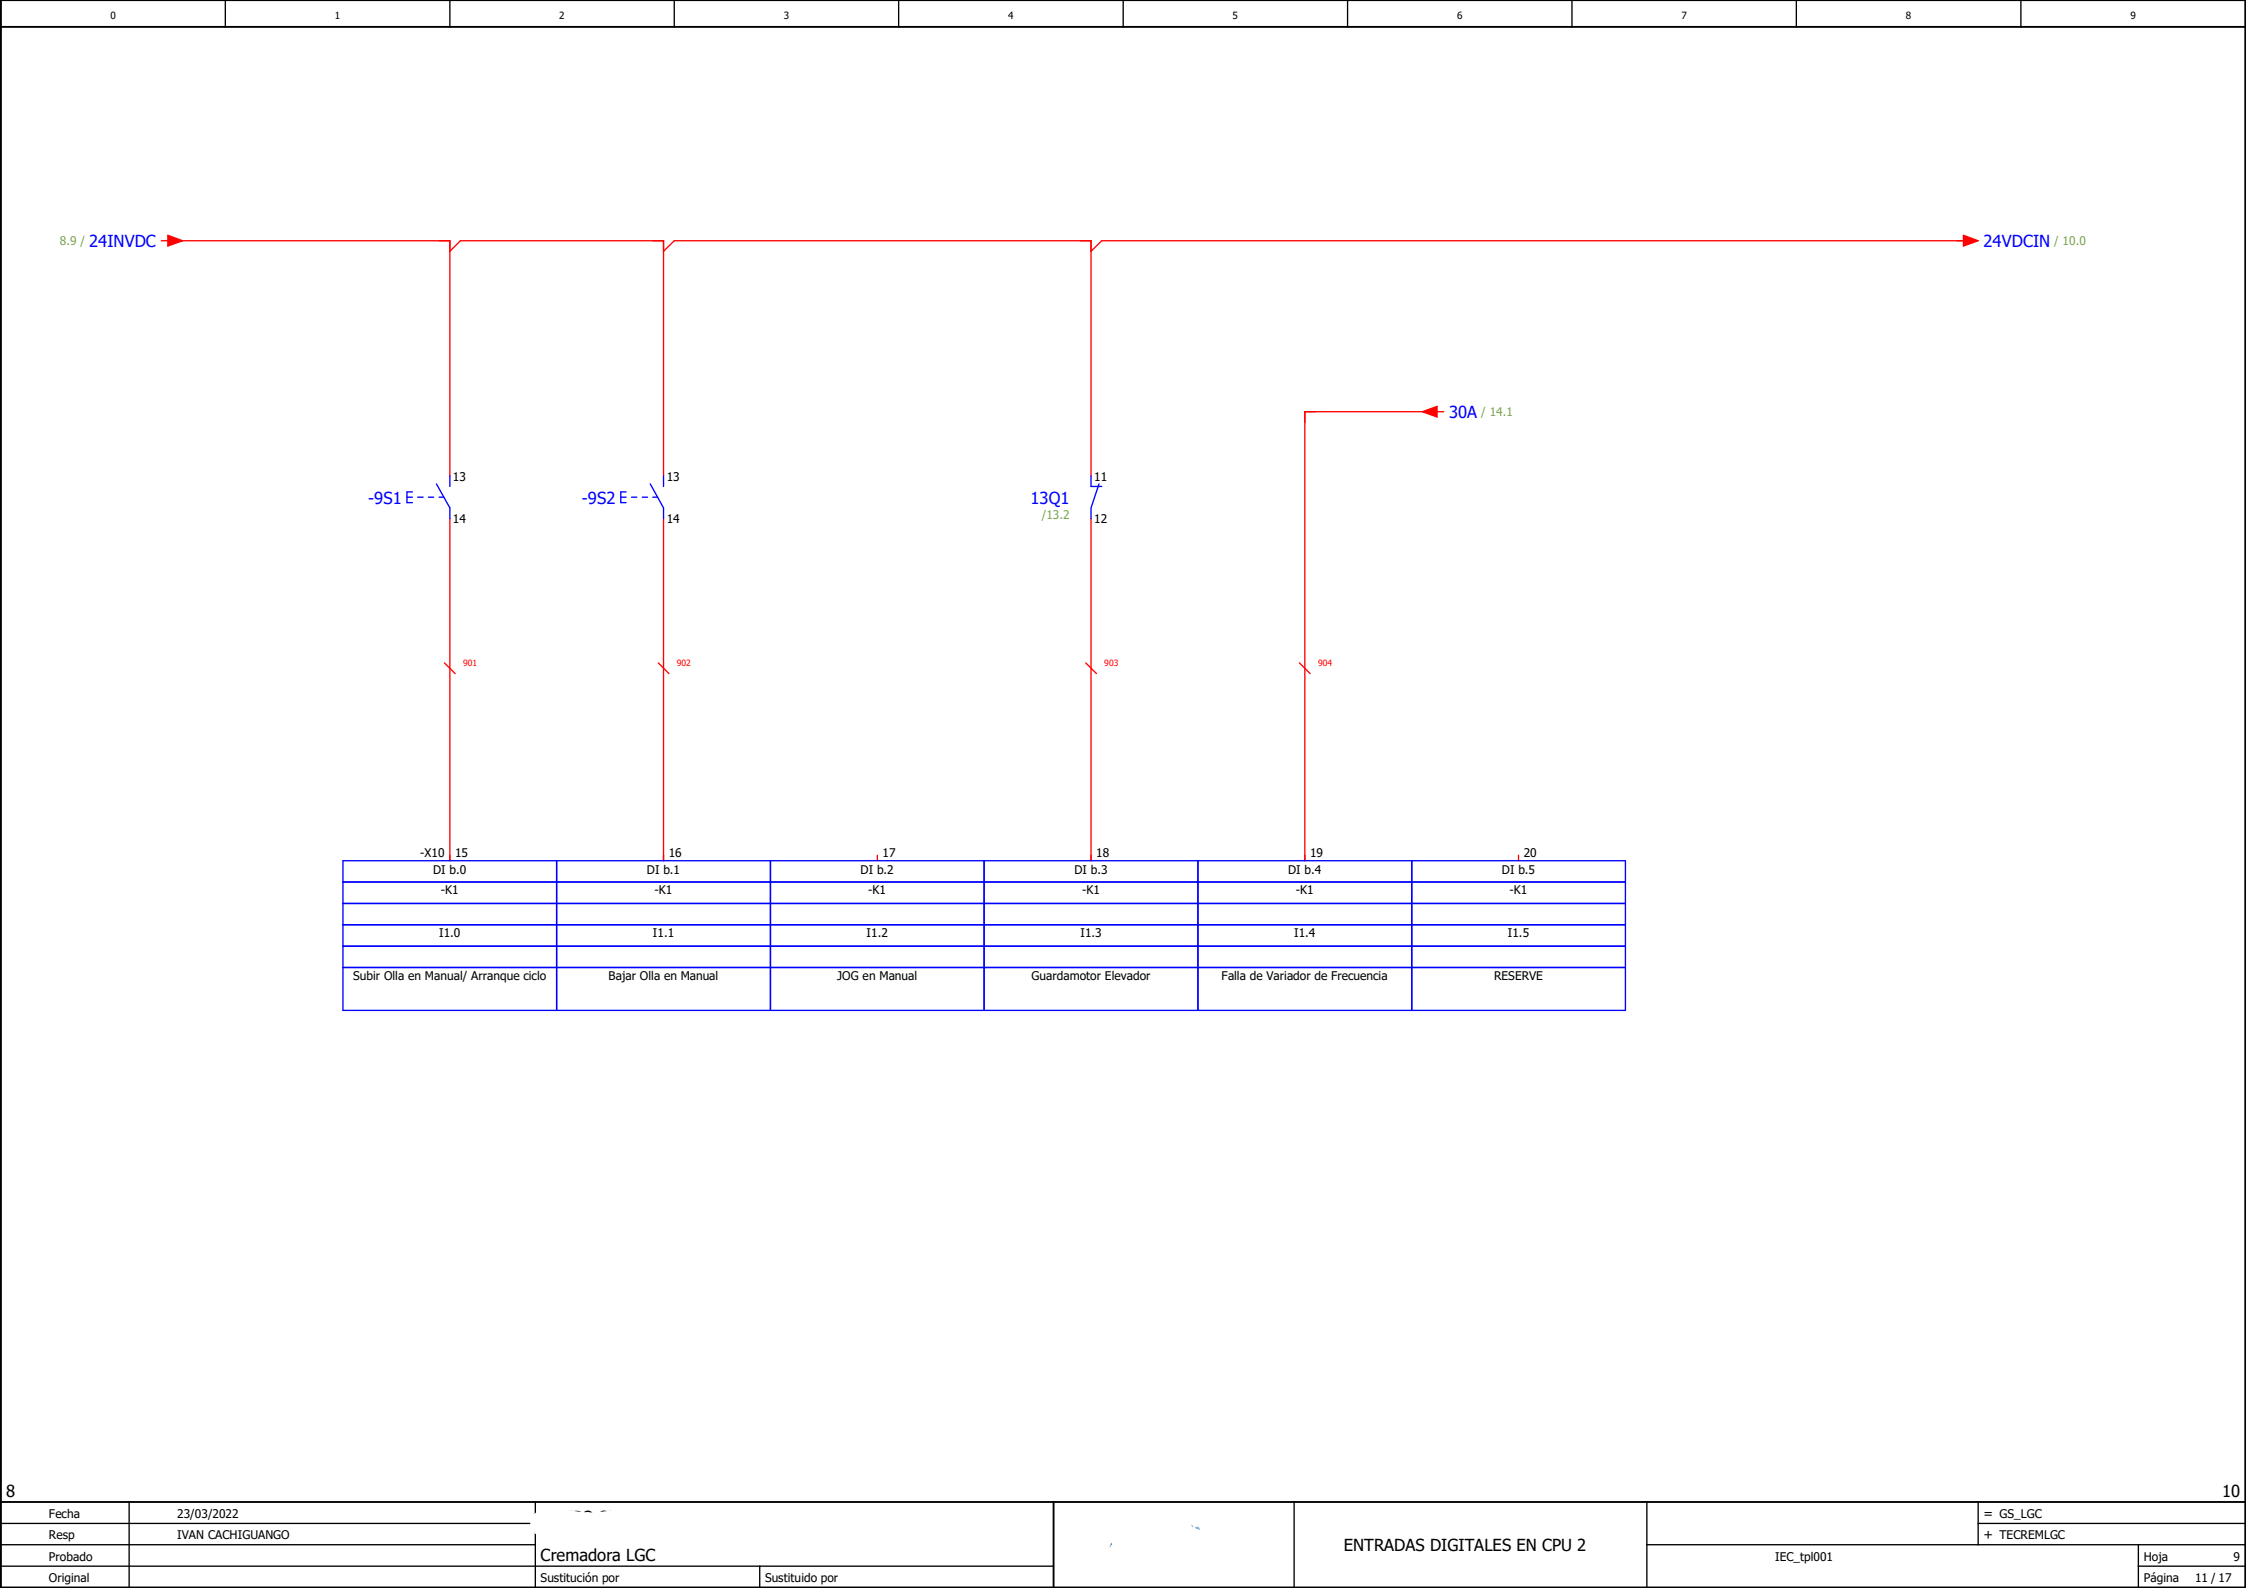 0 1 2 3 4 5 6 7 8 9
8.9 / 24INVDC 24VDCIN / 10.0
30A / 14.1
13 13 11
-9S1 E -9S2 E 13Q1
/13.2
14 14 12
901 902 903 904
-X10 15 16 17 18 19 20
DI b.0 DI b.1 DI b.2 DI b.3 DI b.4 DI b.5
-K1 -K1 -K1 -K1 -K1 -K1
I1.0 I1.1 I1.2 I1.3 I1.4 I1.5
Subir Olla en Manual/ Arranque ciclo Bajar Olla en Manual JOG en Manual Guardamotor Elevador Falla de Variador de Frecuencia RESERVE
8 10
Fecha 23/03/2022 = GS_LGC
Resp IVAN CACHIGUANGO + TECREMLGC
ENTRADAS DIGITALES EN CPU 2
Probado Cremadora LGC IEC_tpl001 Hoja 9
Original Sustitución por Sustituido por Página 11 / 17